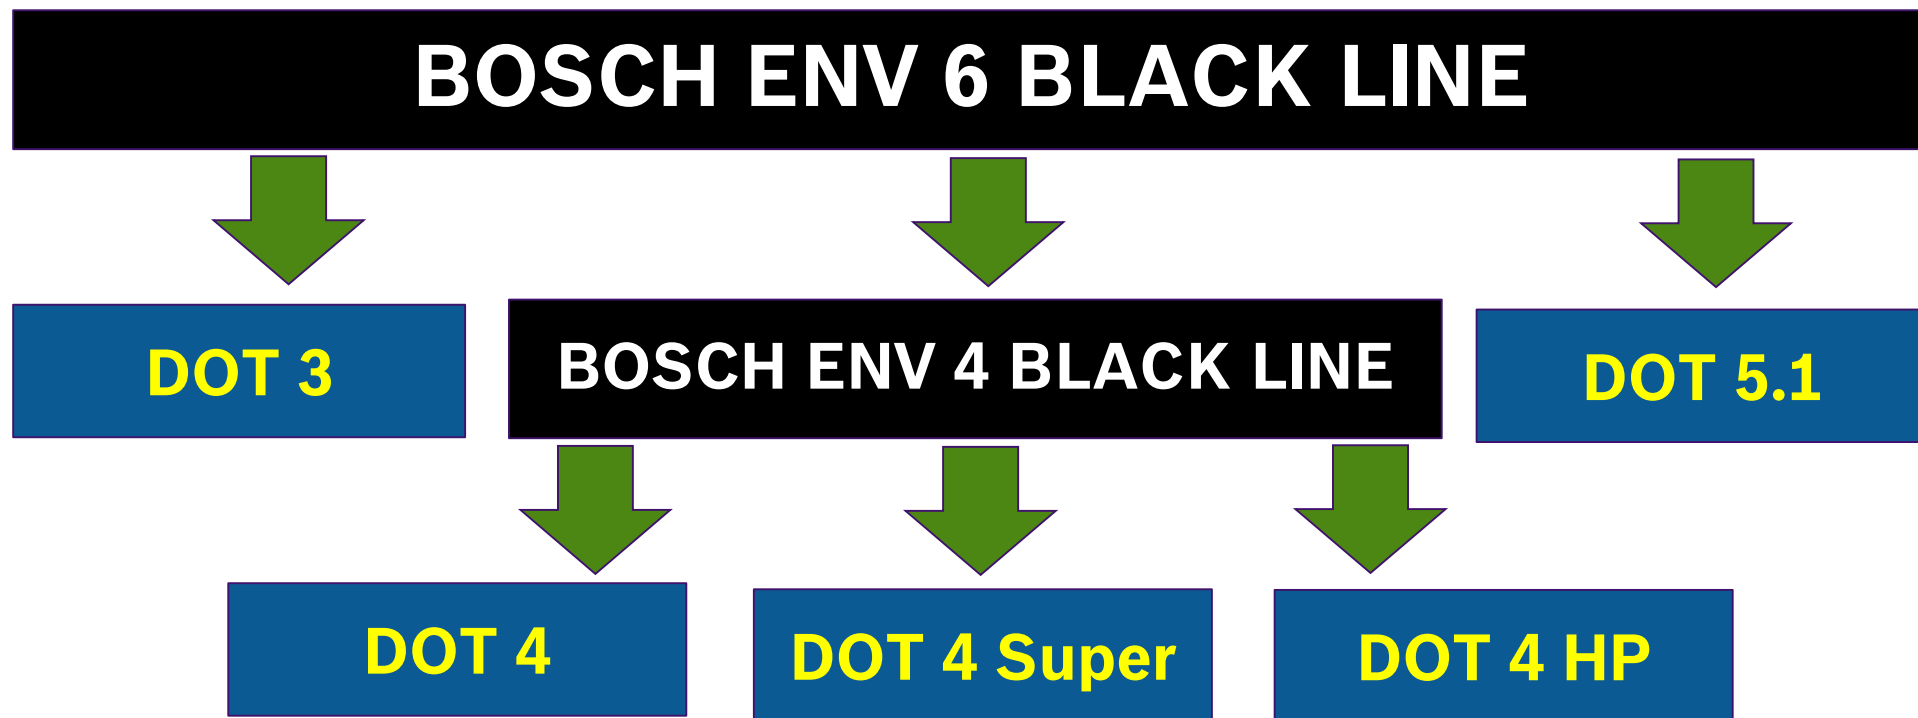 BOSCH ENV 6 BLACK LINE
DOT 3
BOSCH ENV 4 BLACK LINE
DOT 5.1
DOT 4
DOT 4 Super
DOT 4 HP